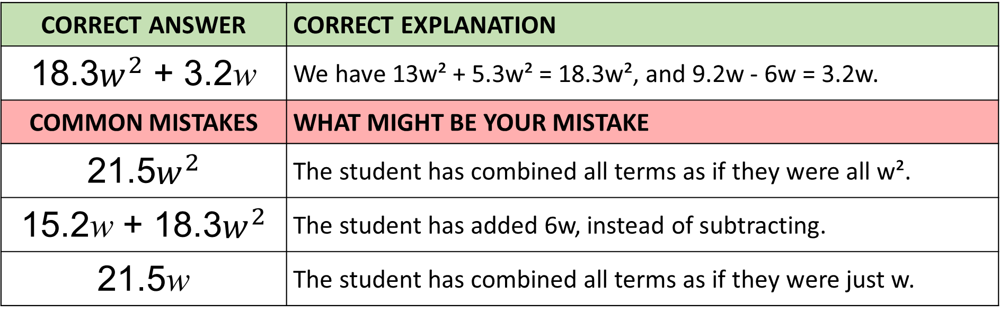 CORRECT ANSWER
CORRECT EXPLANATION
18.3w² + 3.2w
We have 13w² + 5.3w² = 18.3w², and 9.2w - 6w = 3.2w.
COMMON MISTAKES
WHAT MIGHT BE YOUR MISTAKE
21.5w²
The student has combined all terms as if they were all w².
15.2w + 18.3w²
The student has added 6w, instead of subtracting.
21.5w
The student has combined all terms as if they were just w.